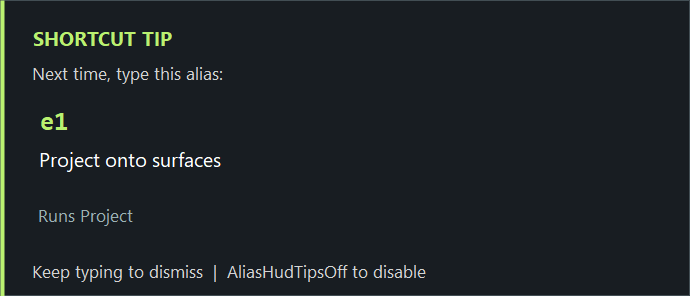 SHORTCUT TIP
Next time, type this alias:
e1
Project onto surfaces
Runs Project
Keep typing to dismiss | AliasHudTipsOff to disable